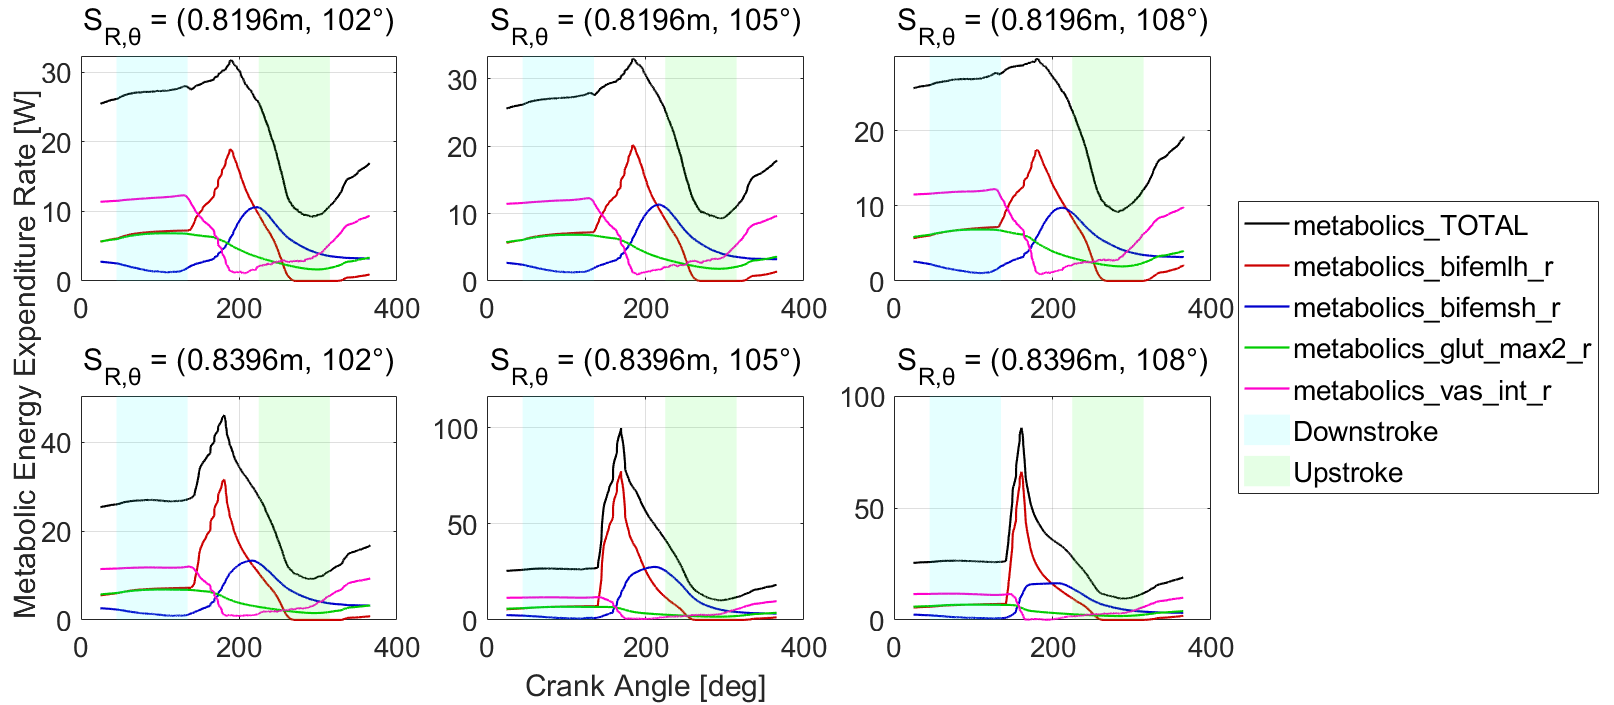 S_R,θ = (0.8196m, 102°)
S_R,θ = (0.8196m, 105°)
S_R,θ = (0.8196m, 108°)
30
20
10
0
0
200
400
30
20
10
0
0
200
400
20
10
0
0
200
400
S_R,θ = (0.8396m, 102°)
S_R,θ = (0.8396m, 105°)
S_R,θ = (0.8396m, 108°)
40
20
0
0
200
400
100
50
0
0
200
400
100
50
0
0
200
400
Metabolic Energy Expenditure Rate [W]
Crank Angle [deg]
metabolics_TOTAL
metabolics_bifemlh_r
metabolics_bifemsh_r
metabolics_glut_max2_r
metabolics_vas_int_r
Downstroke
Upstroke